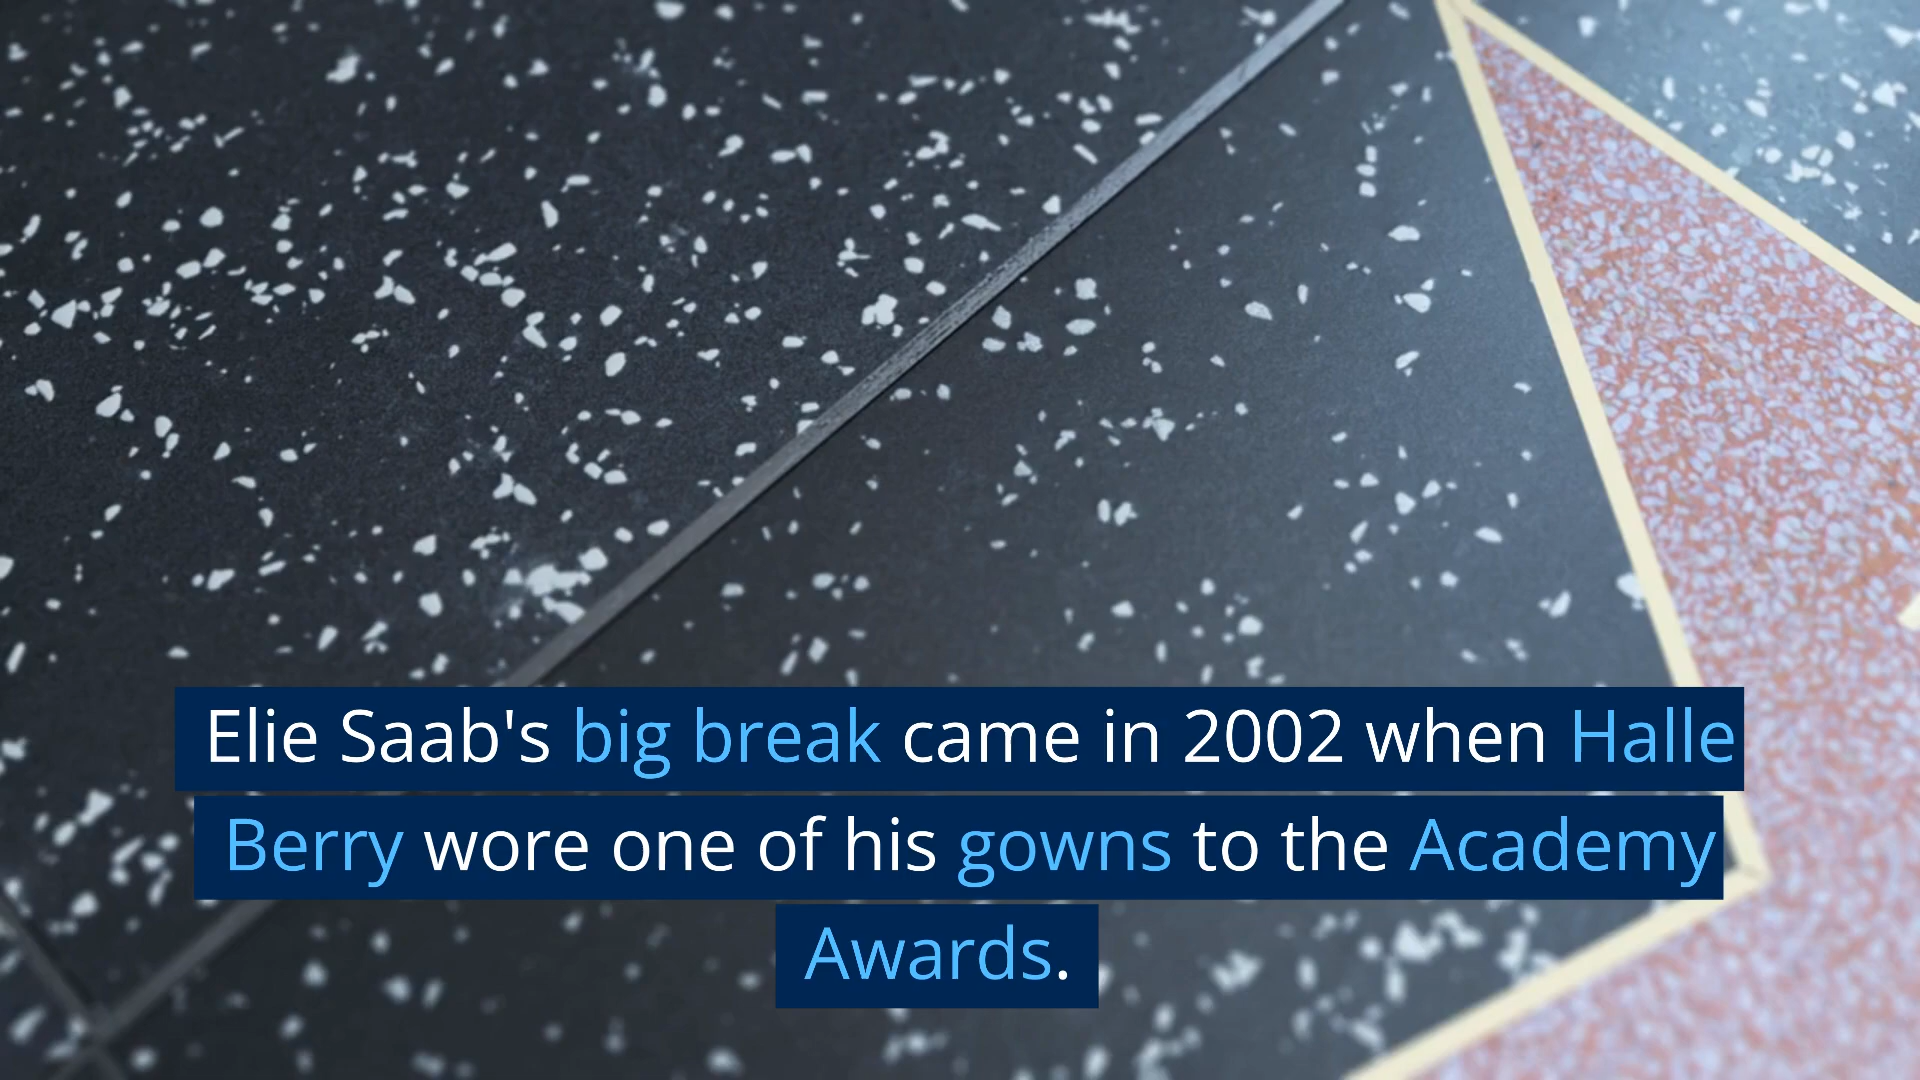 Elie Saab's big break came in 2002 when Halle
Berry wore one of his gowns to the Academy
Awards.